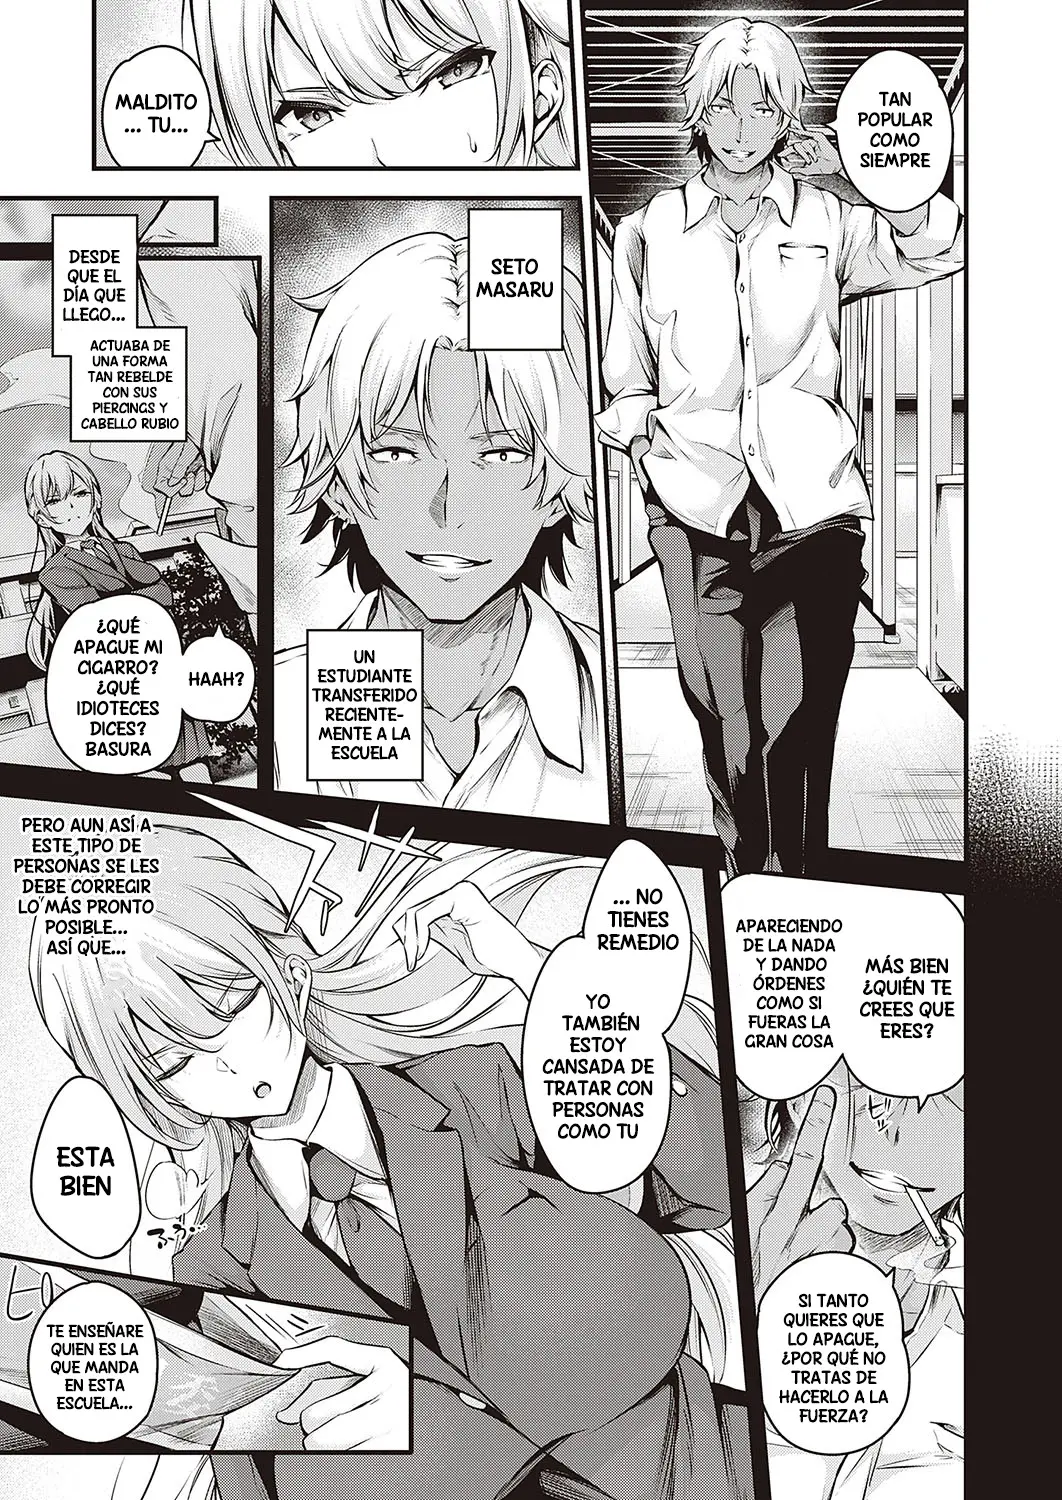 TAN
POPULAR
COMO
SIEMPRE
MALDITO
... TU...
SETO
MASARU
UN
ESTUDIANTE
TRANSFERIDO
RECIENTE-
MENTE A LA
ESCUELA
DESDE
QUE EL
DÍA QUE
LLEGO...
ACTUABA DE
UNA FORMA
TAN REBELDE
CON SUS
PIERCINGS Y
CABELLO RUBIO
HAAH?
¿QUÉ
APAGUE MI
CIGARRO?
¿QUÉ
IDIOTECES
DICES?
BASURA
MÁS BIEN
¿QUIÉN TE
CREES QUE
ERES?
APARECIENDO
DE LA NADA
Y DANDO
ÓRDENES
COMO SI
FUERAS LA
GRAN COSA
SI TANTO
QUIERES QUE
LO APAGUE,
¿POR QUÉ NO
TRATAS DE
HACERLO A LA
FUERZA?
... NO
TIENES
REMEDIO
YO
TAMBIÉN
ESTOY
CANSADA DE
TRATAR CON
PERSONAS
COMO TU
PERO AUN ASÍ A
ESTE TIPO DE
PERSONAS SE LES
DEBE CORREGIR
LO MÁS PRONTO
POSIBLE...
ASÍ QUE...
ESTA
BIEN
ふぅ…
TE ENSEÑARE
QUIEN ES LA
QUE MANDA
EN ESTA
ESCUELA...